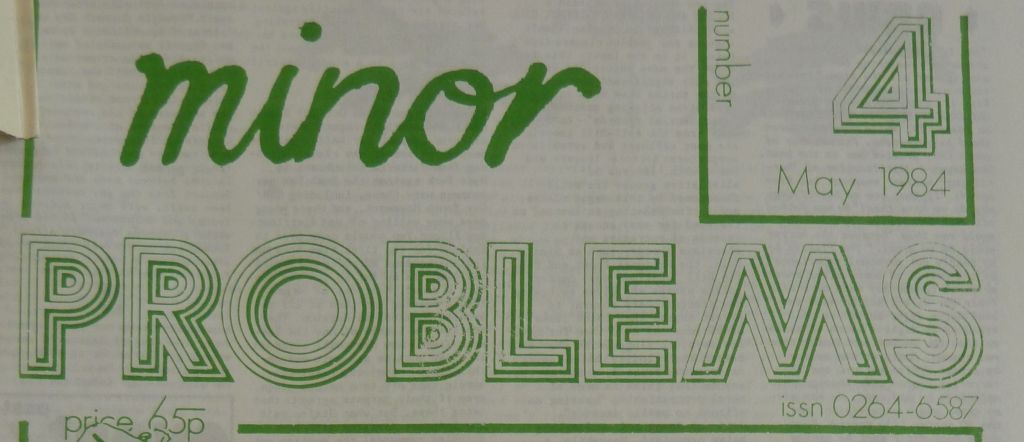 minor
number
4
May 1984
PROBLEMS
issn 0264-6587
price 65p